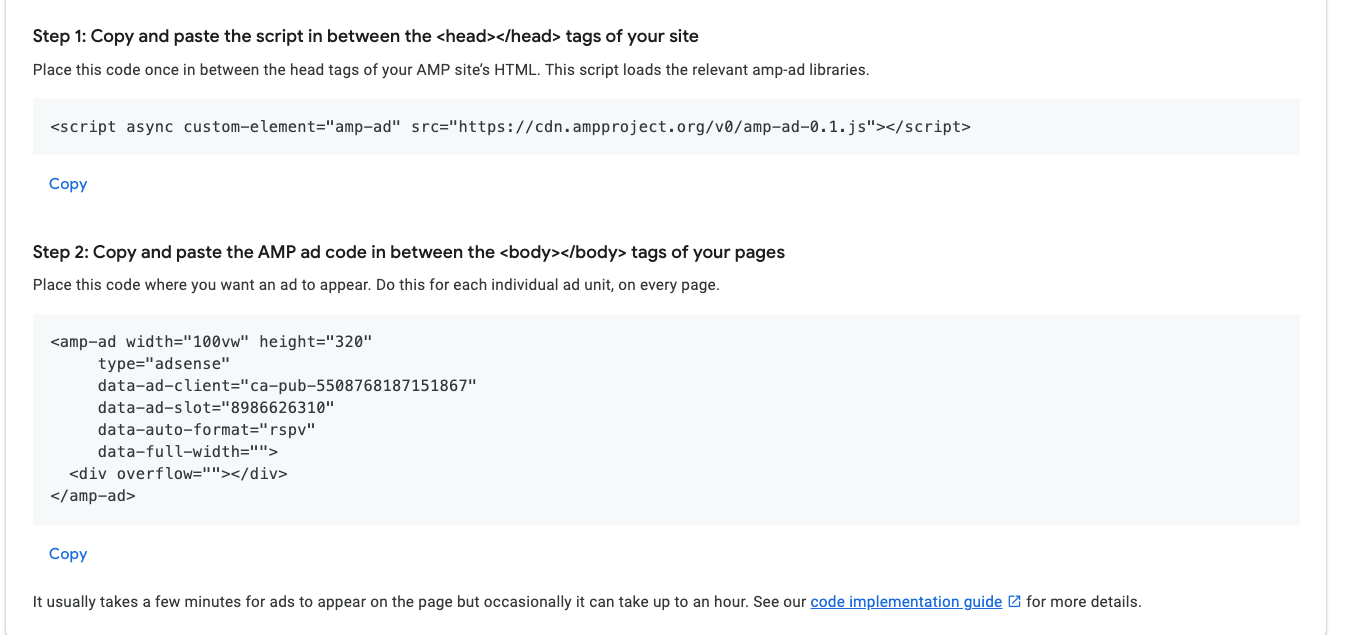 Step 1: Copy and paste the script in between the <head></head> tags of your site
Place this code once in between the head tags of your AMP site’s HTML. This script loads the relevant amp-ad libraries.
<script async custom-element="amp-ad" src="https://cdn.ampproject.org/v0/amp-ad-0.1.js"></script>
Copy
Step 2: Copy and paste the AMP ad code in between the <body></body> tags of your pages
Place this code where you want an ad to appear. Do this for each individual ad unit, on every page.
<amp-ad width="100vw" height="320"
     type="adsense"
     data-ad-client="ca-pub-5508768187151867"
     data-ad-slot="8986626310"
     data-auto-format="rspv"
     data-full-width="">
  <div overflow=""></div>
</amp-ad>
Copy
It usually takes a few minutes for ads to appear on the page but occasionally it can take up to an hour. See our code implementation guide for more details.